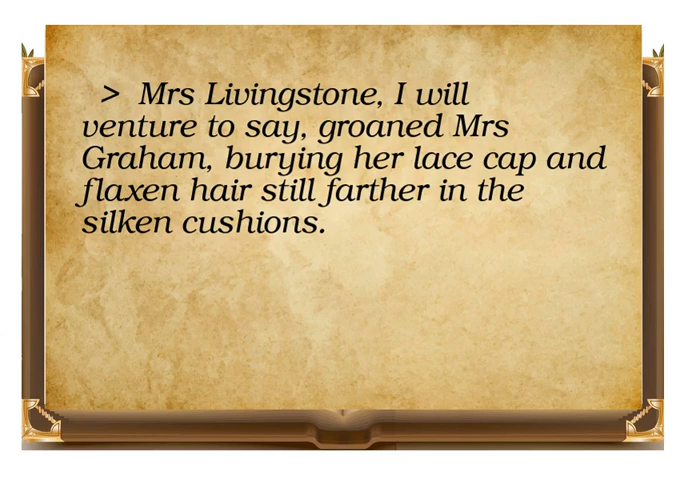 > Mrs Livingstone, I will
venture to say, groaned Mrs
Graham, burying her lace cap and
flaxen hair still farther in the
silken cushions.